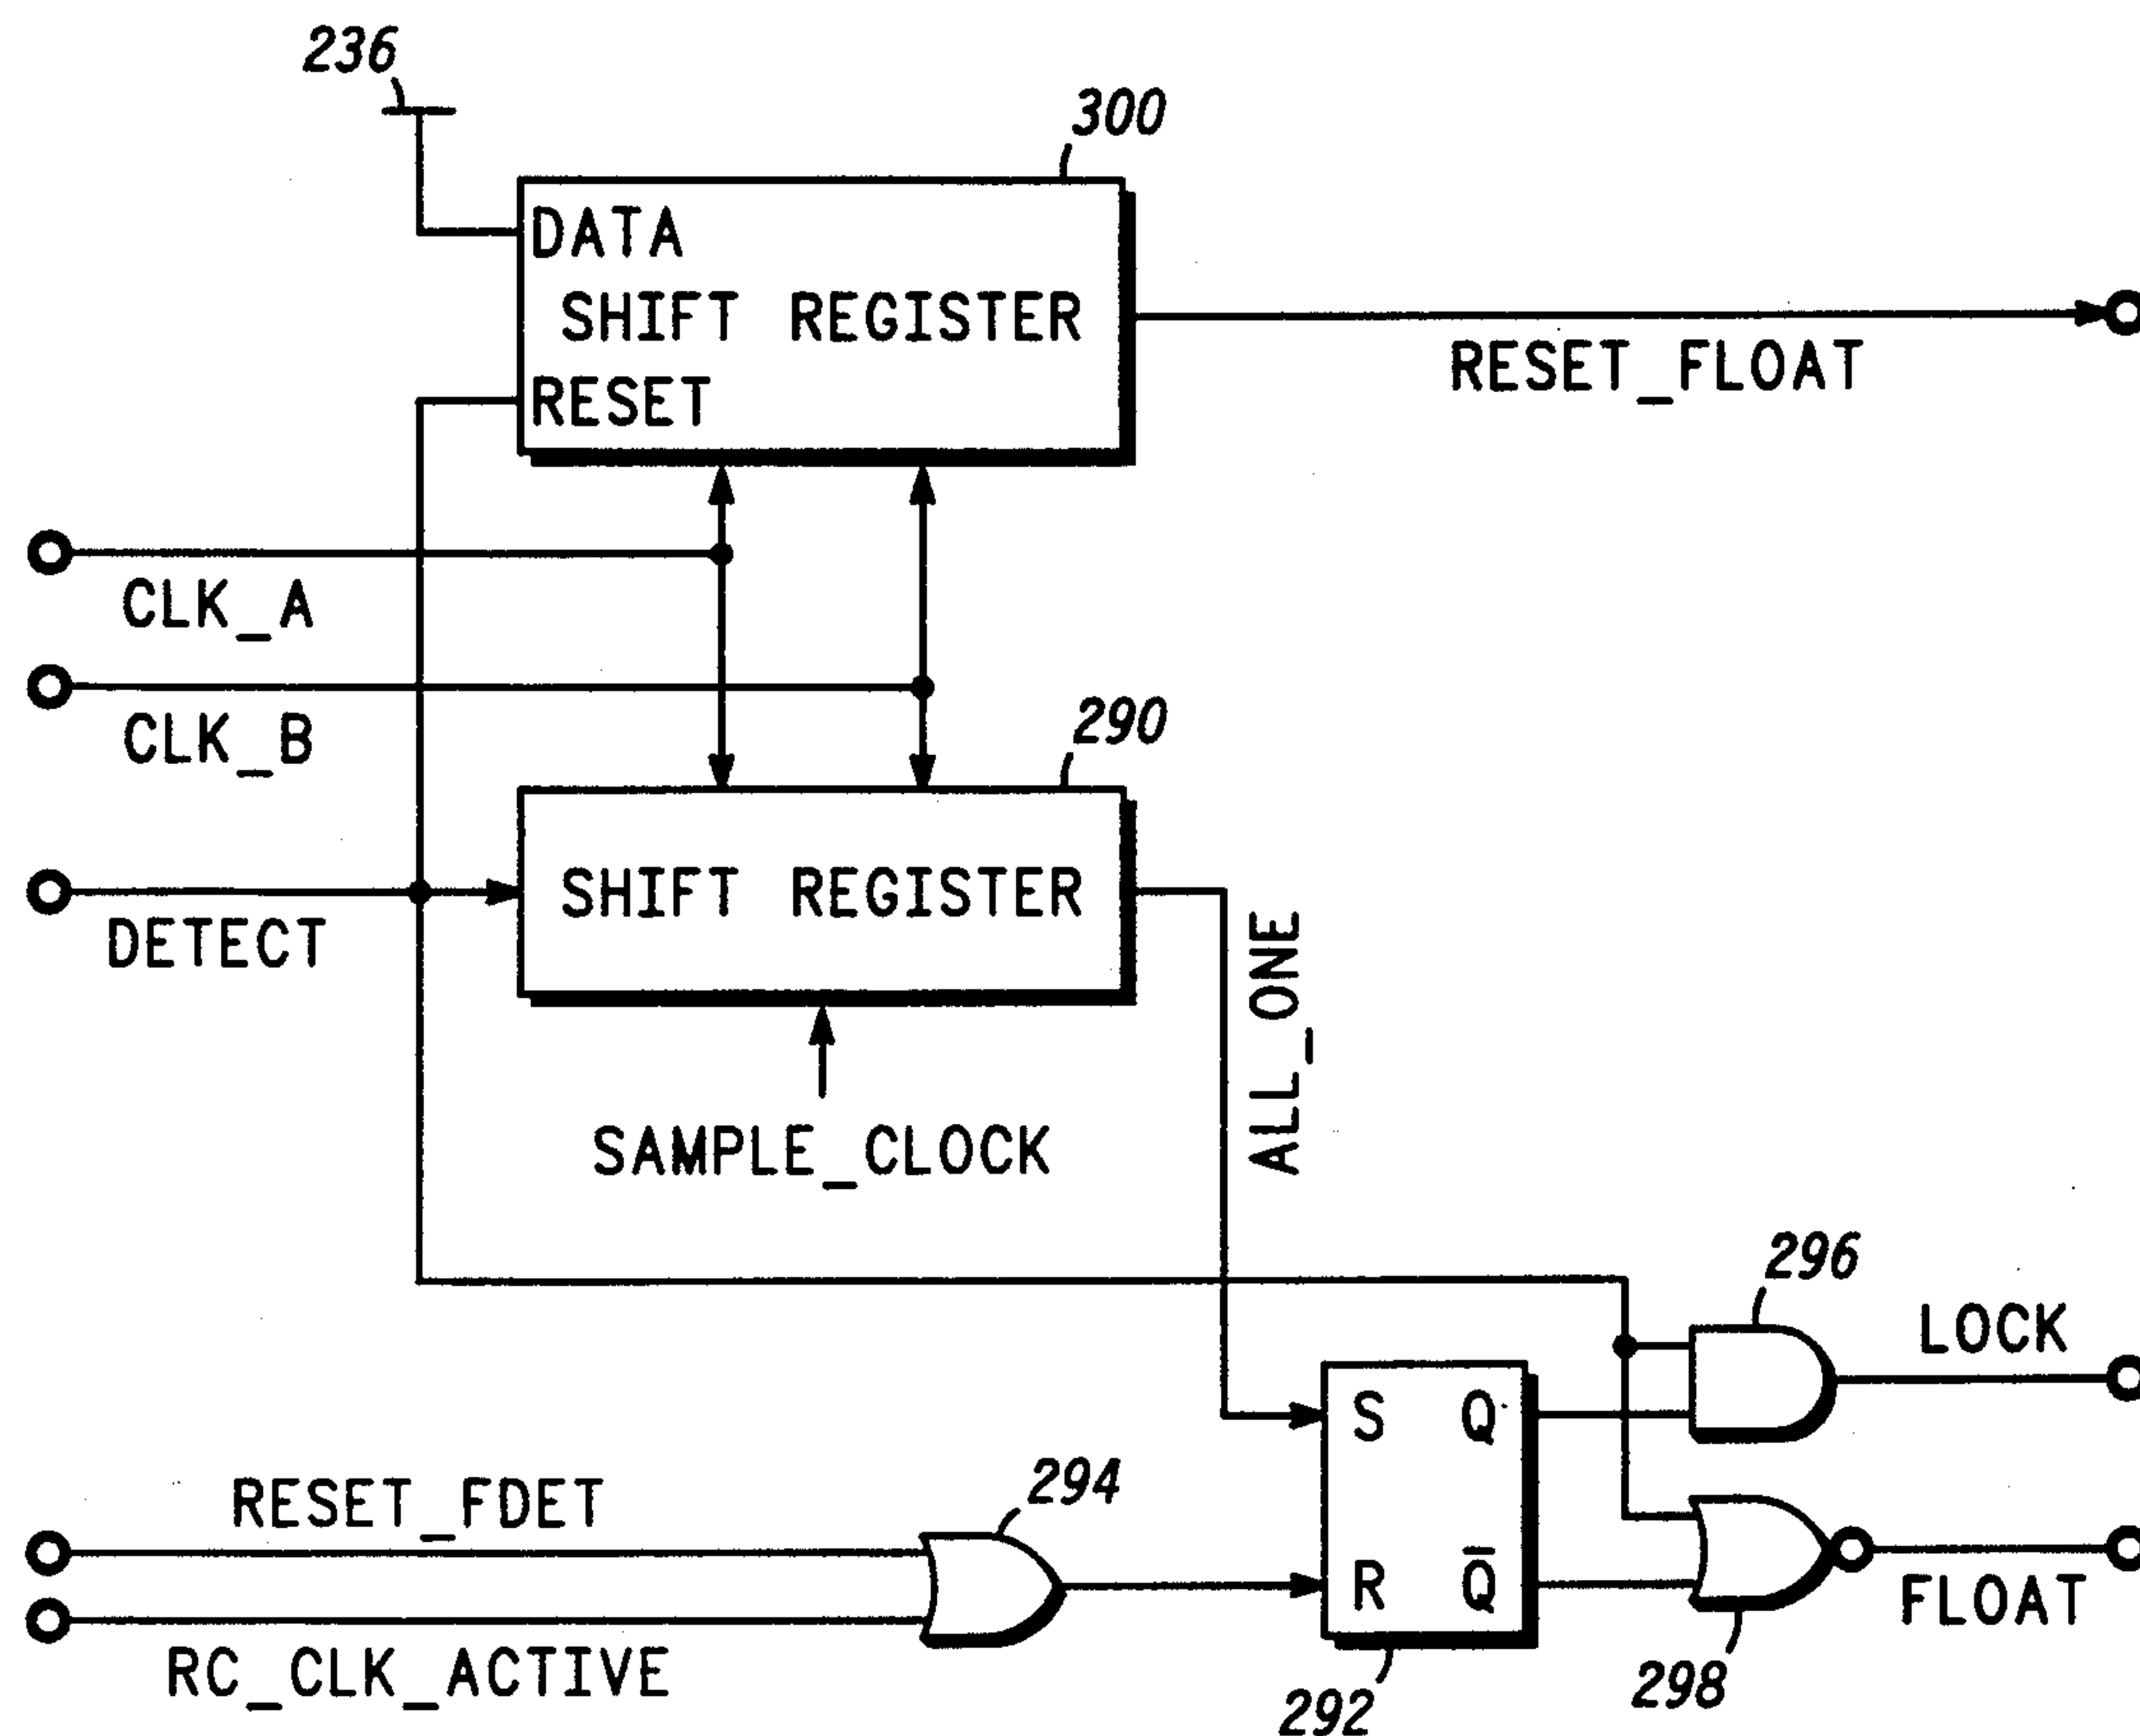 236
300
DATA
SHIFT REGISTER
RESET
RESET_FLOAT
CLK_A
CLK_B
290
SHIFT REGISTER
DETECT
ALL_ONE
SAMPLE_CLOCK
296
LOCK
S Q
294
RESET_FDET
R Q̅
FLOAT
RC_CLK_ACTIVE
292
298